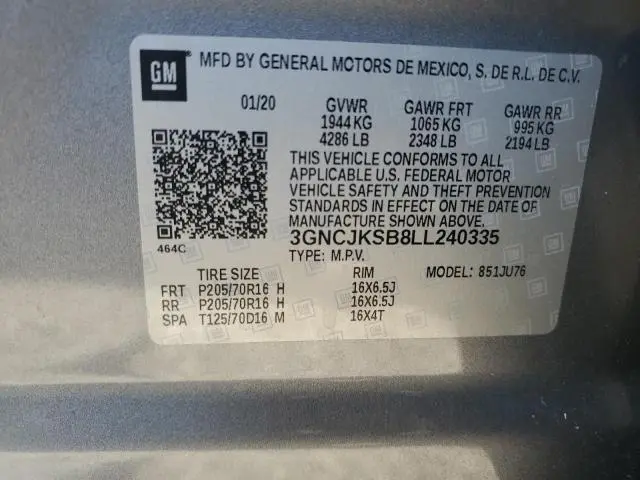 GM
MFD BY GENERAL MOTORS DE MEXICO, S. DE R.L. DE C.V.
01/20 GVWR GAWR FRT GAWR RR
1944 KG 1065 KG 995 KG
4286 LB 2348 LB 2194 LB
THIS VEHICLE CONFORMS TO ALL
APPLICABLE U.S. FEDERAL MOTOR
VEHICLE SAFETY AND THEFT PREVENTION
STANDARDS IN EFFECT ON THE DATE OF
MANUFACTURE SHOWN ABOVE.
464C
3GNCJKSB8LL240335
TYPE: M.P.V.
TIRE SIZE RIM MODEL: 851JU76
FRT P205/70R16 H 16X6.5J
RR P205/70R16 H 16X6.5J
SPA T125/70D16 M 16X4T